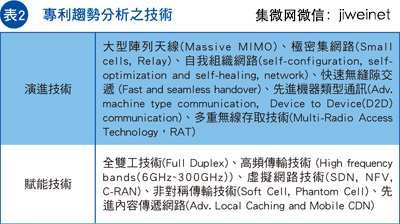 表2 專利趨勢分析之技術 集微网微信：jiweinet
大型陣列天線(Massive MIMO)、極密集網路(Small
cells, Relay)、自我組織網路(self-configuration, self-
optimization and self-healing, network)、快速無縫隙交
遞 (Fast and seamless handover)、先進機器類型通訊(Adv.
machine type communication, Device to Device(D2D)
communication)、多重無線存取技術(Multi-Radio Access
Technology，RAT)
演進技術
全雙工技術(Full Duplex)、高頻傳輸技術 (High frequency
bands(6GHz~300GHz))、虛擬網路技術(SDN, NFV,
C-RAN)、非對稱傳輸技術(Soft Cell, Phantom Cell)、先
進內容傳遞網路(Adv. Local Caching and Mobile CDN)
賦能技術